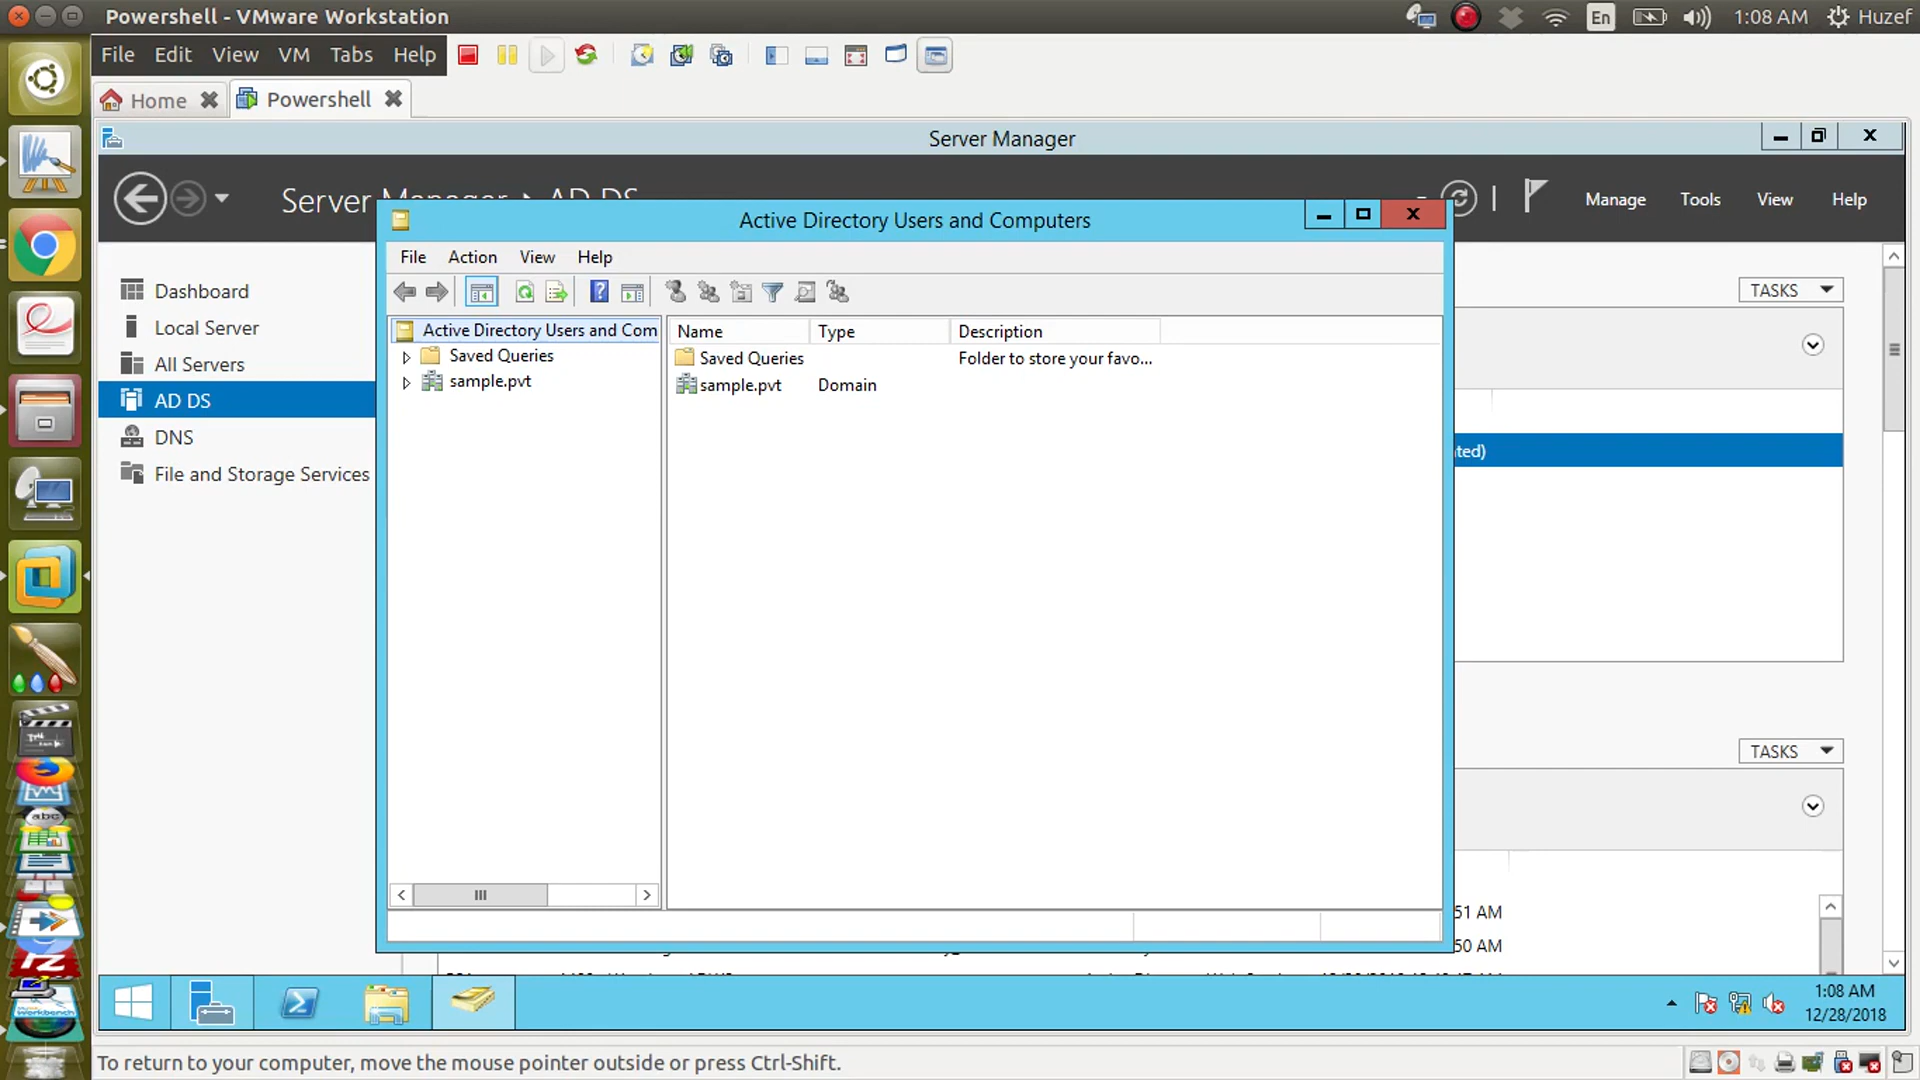 Powershell - VMware Workstation
En
1:08 AM
Huzef
File Edit View VM Tabs Help
Home
Powershell
Server Manager
Server Manager AD DS
Manage Tools View Help
Active Directory Users and Computers
File Action View Help
Dashboard
Local Server
All Servers
AD DS
DNS
File and Storage Services
Active Directory Users and Com
Saved Queries
sample.pvt
Name Type Description
Saved Queries Folder to store your favo...
sample.pvt Domain
TASKS
ated)
TASKS
51 AM
50 AM
1:08 AM
12/28/2018
To return to your computer, move the mouse pointer outside or press Ctrl-Shift.